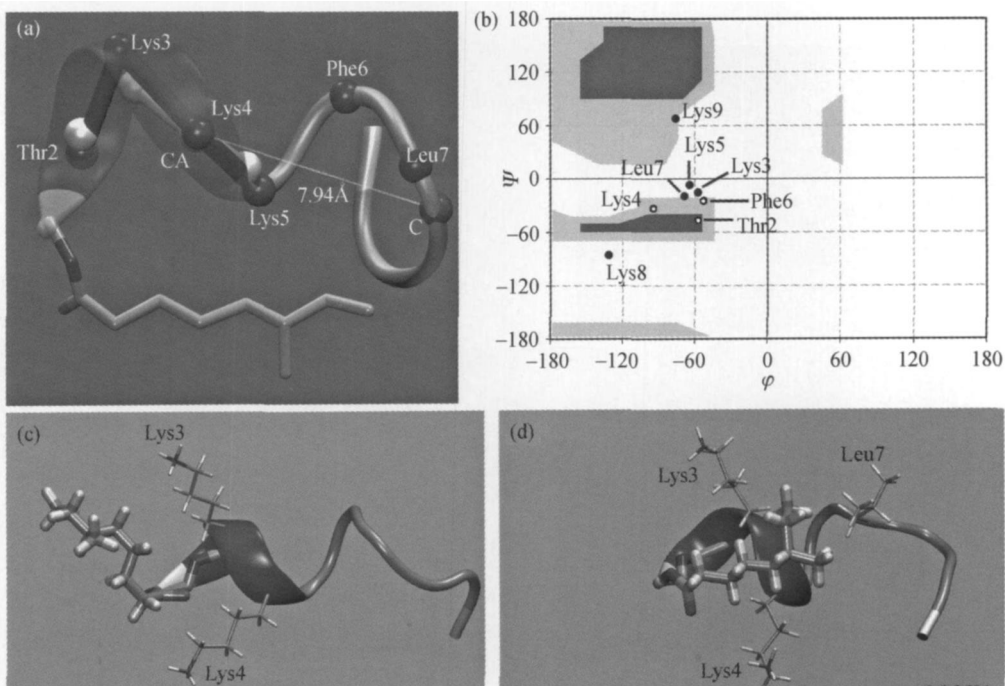 (a)
Lys3
Phe6
Lys4
Thr2
CA
Leu7
7.94Å
Lys5
C
(b)
180
120
60
0
−60
−120
−180
Ψ
Lys9
Lys5
Leu7
Lys3
Lys4
Phe6
Thr2
Lys8
−180
−120
−60
0
60
120
180
φ
(c)
Lys3
Lys4
(d)
Lys3
Leu7
Lys4